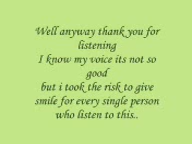 Well anyway thank you for
listening
I know my voice its not so
good
but i took the risk to give
smile for every single person
who listen to this..